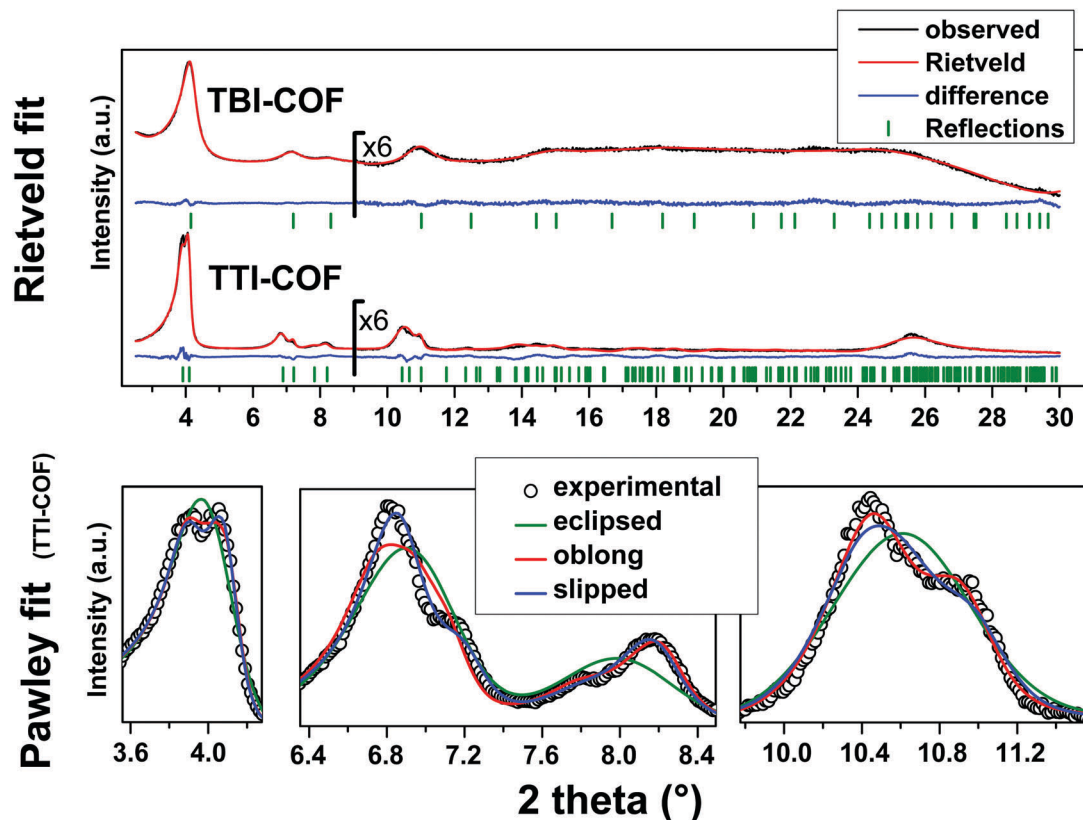 Rietveld fit
Intensity (a.u.)
observed
Rietveld
difference
Reflections
TBI-COF
x6
TTI-COF
x6
4 6 8 10 12 14 16 18 20 22 24 26 28 30
Pawley fit (TTI-COF)
Intensity (a.u.)
experimental
eclipsed
oblong
slipped
3.6 4.0 6.4 6.8 7.2 7.6 8.0 8.4 10.0 10.4 10.8 11.2
2 theta (°)